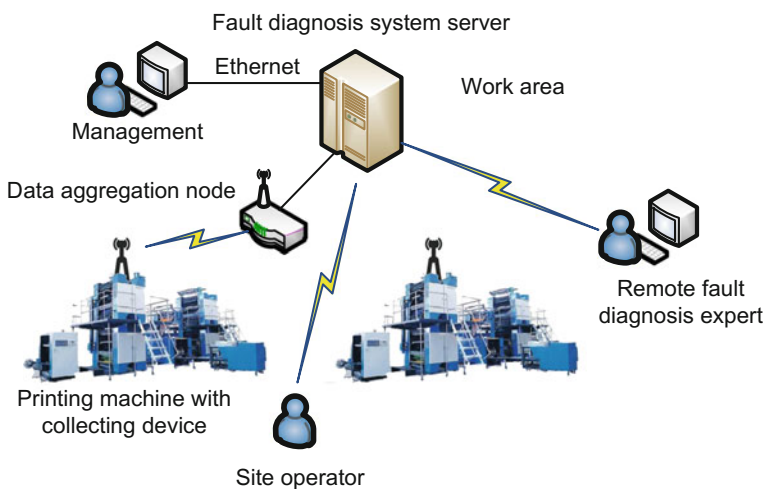 Fault diagnosis system server
Ethernet
Work area
Management
Data aggregation node
Remote fault
diagnosis expert
Printing machine with
collecting device
Site operator